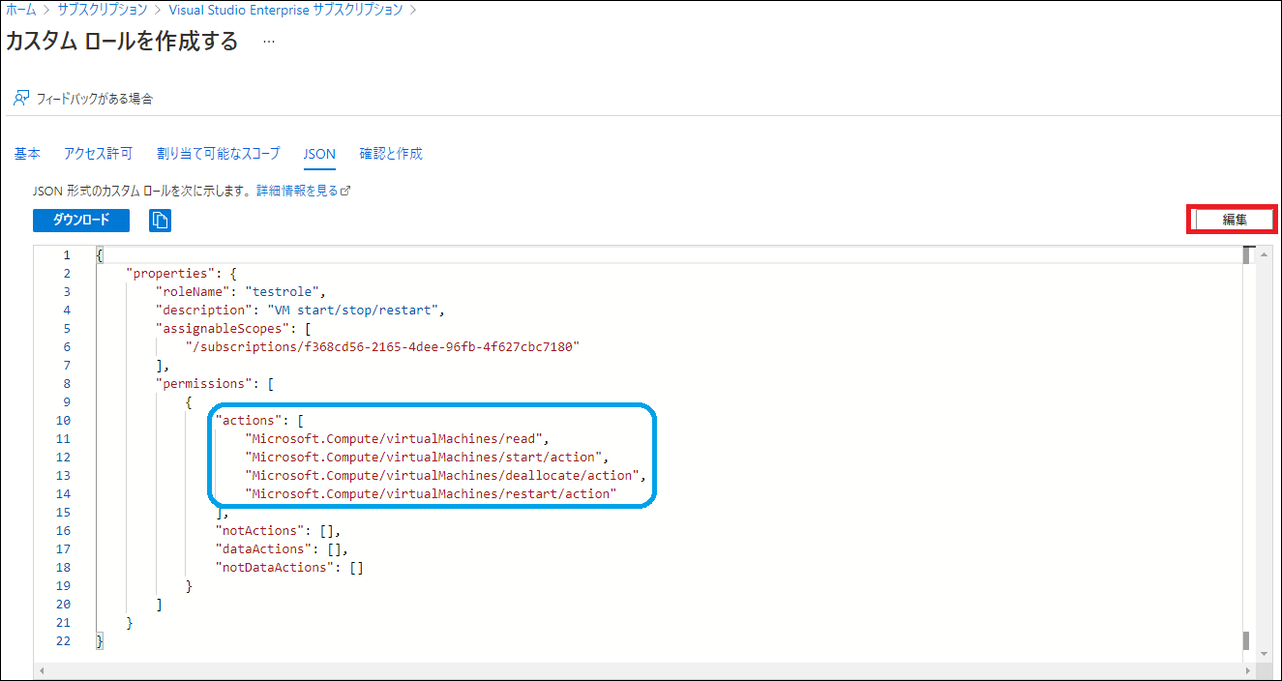 ホーム > サブスクリプション > Visual Studio Enterprise サブスクリプション >
カスタム ロールを作成する ...
フィードバックがある場合
基本 アクセス許可 割り当て可能なスコープ JSON 確認と作成
JSON 形式のカスタム ロールを次に示します。詳細情報を見る
ダウンロード
編集
1 {
2 "properties": {
3 "roleName": "testrole",
4 "description": "VM start/stop/restart",
5 "assignableScopes": [
6 "/subscriptions/f368cd56-2165-4dee-96fb-4f627cbc7180"
7 ],
8 "permissions": [
9 {
10 "actions": [
11 "Microsoft.Compute/virtualMachines/read",
12 "Microsoft.Compute/virtualMachines/start/action",
13 "Microsoft.Compute/virtualMachines/deallocate/action",
14 "Microsoft.Compute/virtualMachines/restart/action"
15 ],
16 "notActions": [],
17 "dataActions": [],
18 "notDataActions": []
19 }
20 ]
21 }
22 }